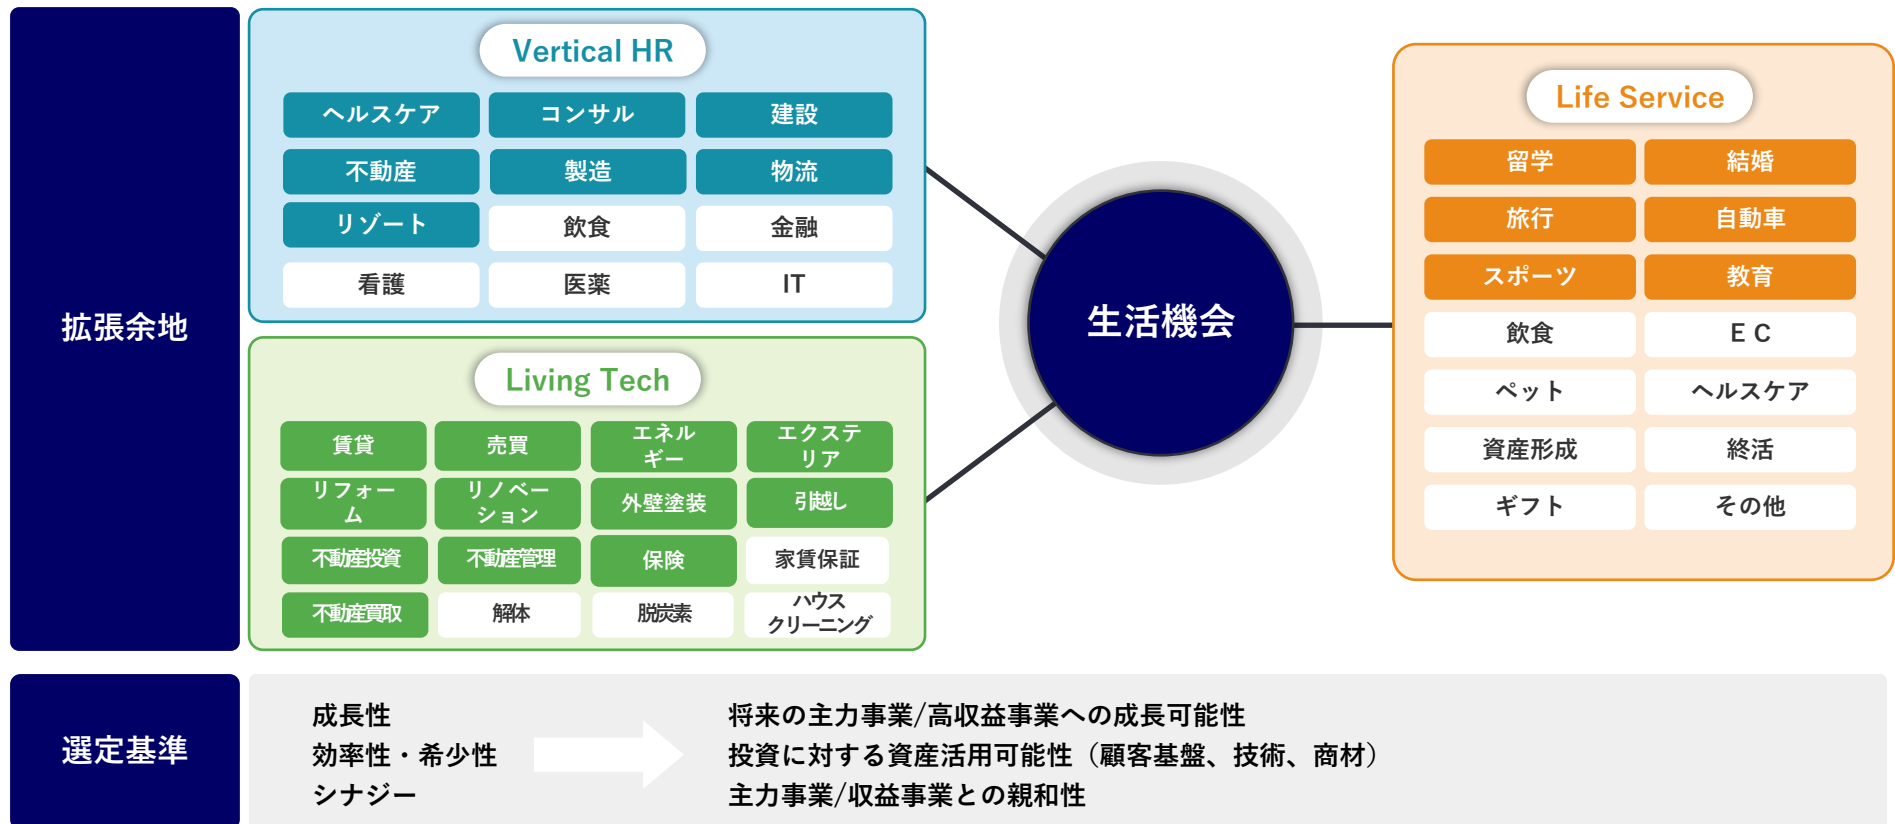 拡張余地
Vertical HR
ヘルスケア
コンサル
建設
不動産
製造
物流
リゾート
飲食
金融
看護
医薬
IT
Living Tech
賃貸
売買
エネル
ギー
エクステ
リア
リフォー
ム
リノベー
ション
外壁塗装
引越し
不動産投資
不動産管理
保険
家賃保証
不動産買取
解体
脱炭素
ハウス
クリーニング
生活機会
Life Service
留学
結婚
旅行
自動車
スポーツ
教育
飲食
ＥＣ
ペット
ヘルスケア
資産形成
終活
ギフト
その他
選定基準
成長性
効率性・希少性
シナジー
将来の主力事業/高収益事業への成長可能性
投資に対する資産活用可能性（顧客基盤、技術、商材）
主力事業/収益事業との親和性